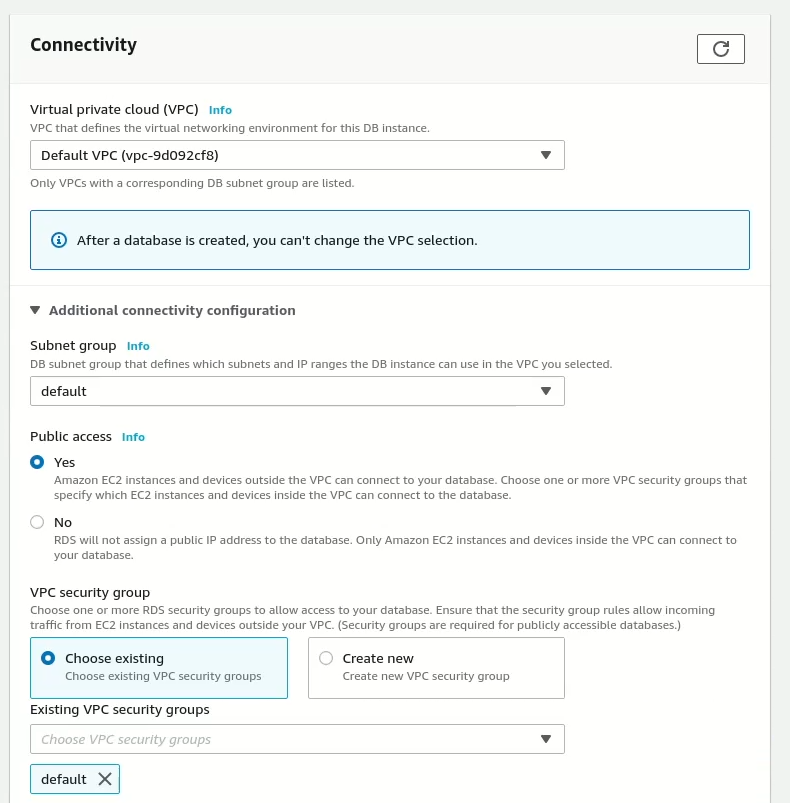 Connectivity
Virtual private cloud (VPC) Info
VPC that defines the virtual networking environment for this DB instance.
Default VPC (vpc-9d092cf8)
Only VPCs with a corresponding DB subnet group are listed.
After a database is created, you can't change the VPC selection.
Additional connectivity configuration
Subnet group Info
DB subnet group that defines which subnets and IP ranges the DB instance can use in the VPC you selected.
default
Public access Info
Yes
Amazon EC2 instances and devices outside the VPC can connect to your database. Choose one or more VPC security groups that
specify which EC2 instances and devices inside the VPC can connect to the database.
No
RDS will not assign a public IP address to the database. Only Amazon EC2 instances and devices inside the VPC can connect to
your database.
VPC security group
Choose one or more RDS security groups to allow access to your database. Ensure that the security group rules allow incoming
traffic from EC2 instances and devices outside your VPC. (Security groups are required for publicly accessible databases.)
Choose existing
Choose existing VPC security groups
Create new
Create new VPC security group
Existing VPC security groups
Choose VPC security groups
default